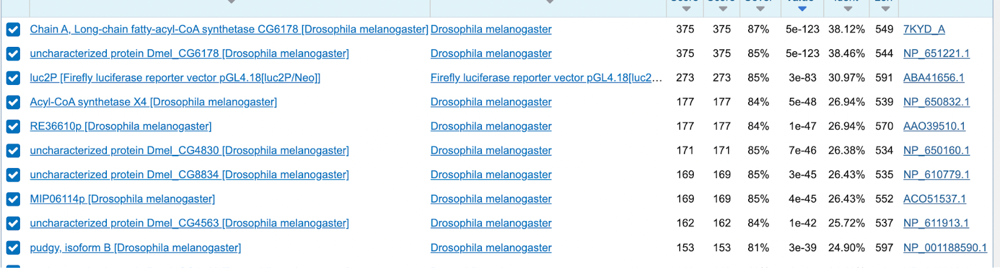 Chain A, Long-chain fatty-acyl-CoA synthetase CG6178 [Drosophila melanogaster] Drosophila melanogaster 375 375 87% 5e-123 38.12% 549 7KYD_A
uncharacterized protein Dmel_CG6178 [Drosophila melanogaster] Drosophila melanogaster 375 375 85% 5e-123 38.46% 544 NP_651221.1
luc2P [Firefly luciferase reporter vector pGL4.18[luc2P/Neo]] Firefly luciferase reporter vector pGL4.18[luc2... 273 273 85% 3e-83 30.97% 591 ABA41656.1
Acyl-CoA synthetase X4 [Drosophila melanogaster] Drosophila melanogaster 177 177 84% 5e-48 26.94% 539 NP_650832.1
RE36610p [Drosophila melanogaster] Drosophila melanogaster 177 177 84% 1e-47 26.94% 570 AAO39510.1
uncharacterized protein Dmel_CG4830 [Drosophila melanogaster] Drosophila melanogaster 171 171 85% 7e-46 26.38% 534 NP_650160.1
uncharacterized protein Dmel_CG8834 [Drosophila melanogaster] Drosophila melanogaster 169 169 85% 3e-45 26.43% 535 NP_610779.1
MIP06114p [Drosophila melanogaster] Drosophila melanogaster 169 169 85% 4e-45 26.43% 552 ACO51537.1
uncharacterized protein Dmel_CG4563 [Drosophila melanogaster] Drosophila melanogaster 162 162 84% 1e-42 25.72% 537 NP_611913.1
pudgy, isoform B [Drosophila melanogaster] Drosophila melanogaster 153 153 81% 3e-39 24.90% 597 NP_001188590.1